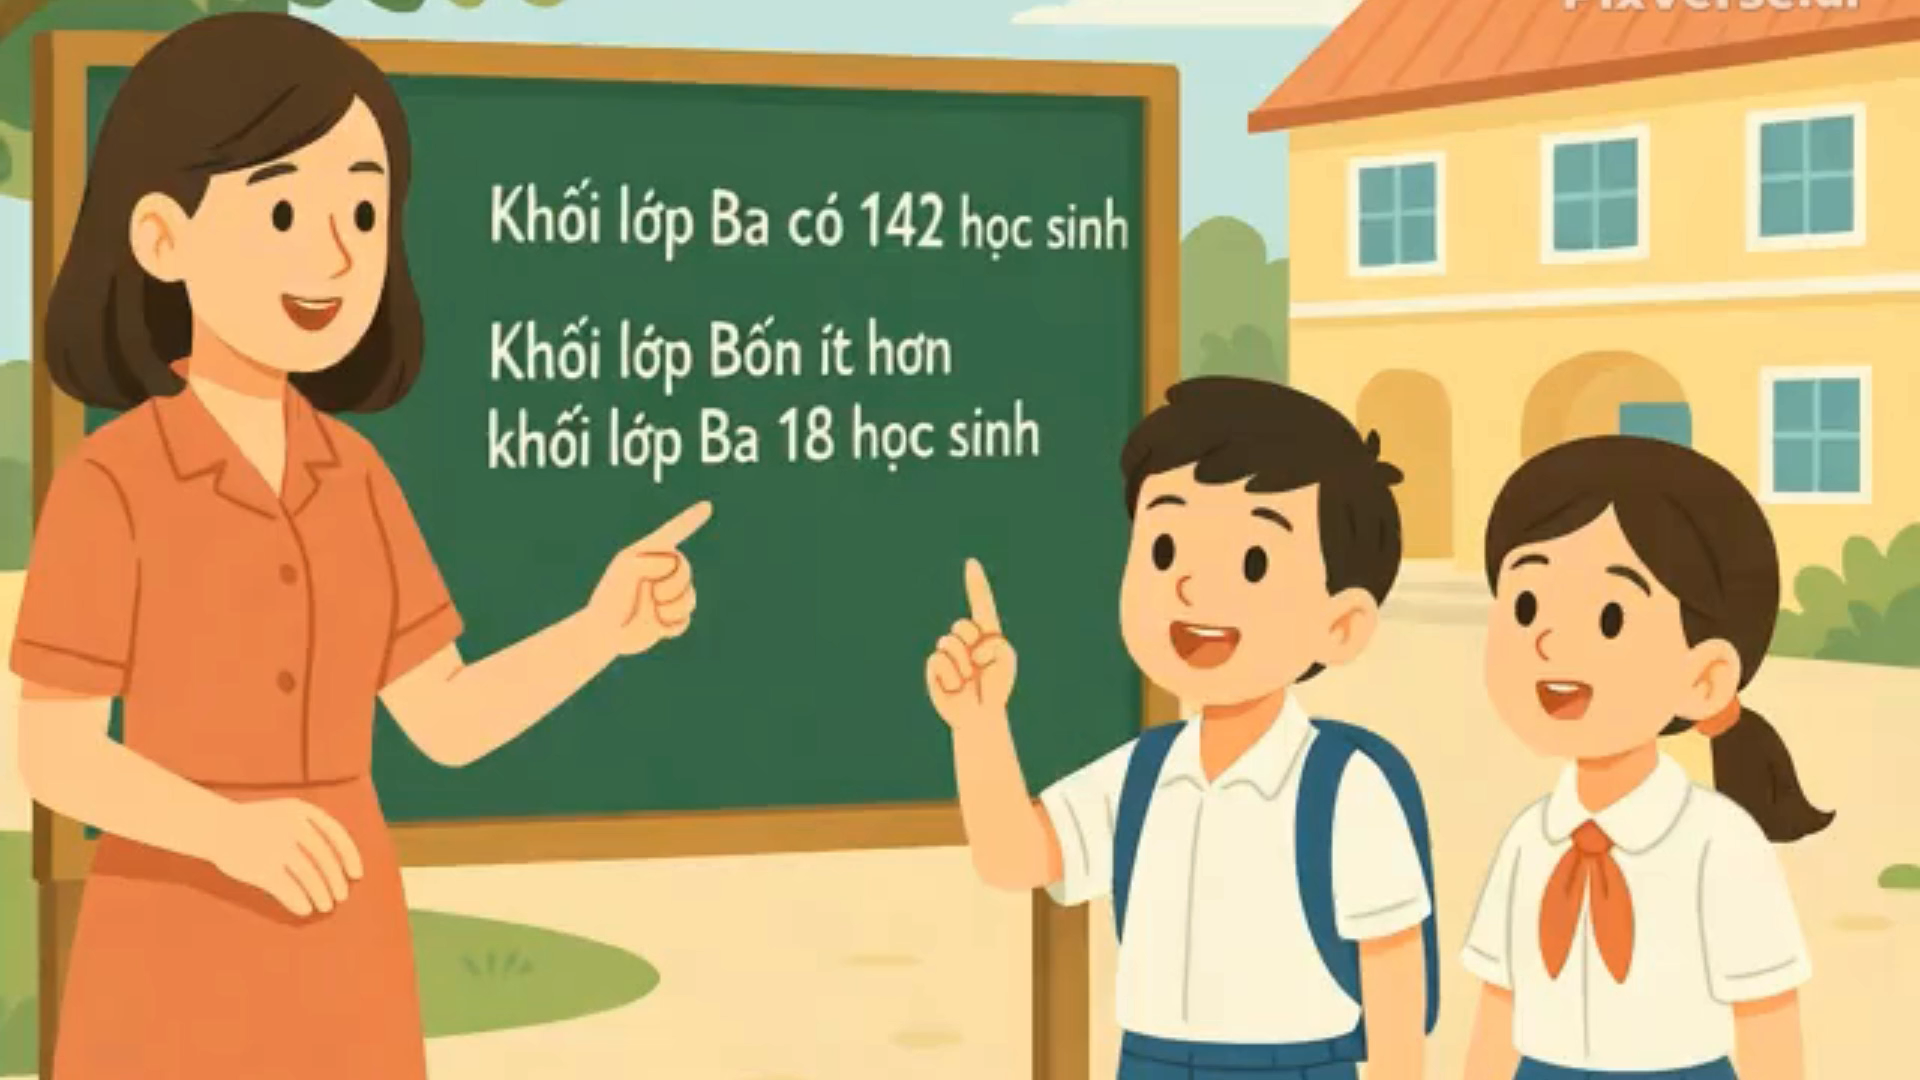 Khối lớp Ba có 142 học sinh
Khối lớp Bốn ít hơn
khối lớp Ba 18 học sinh